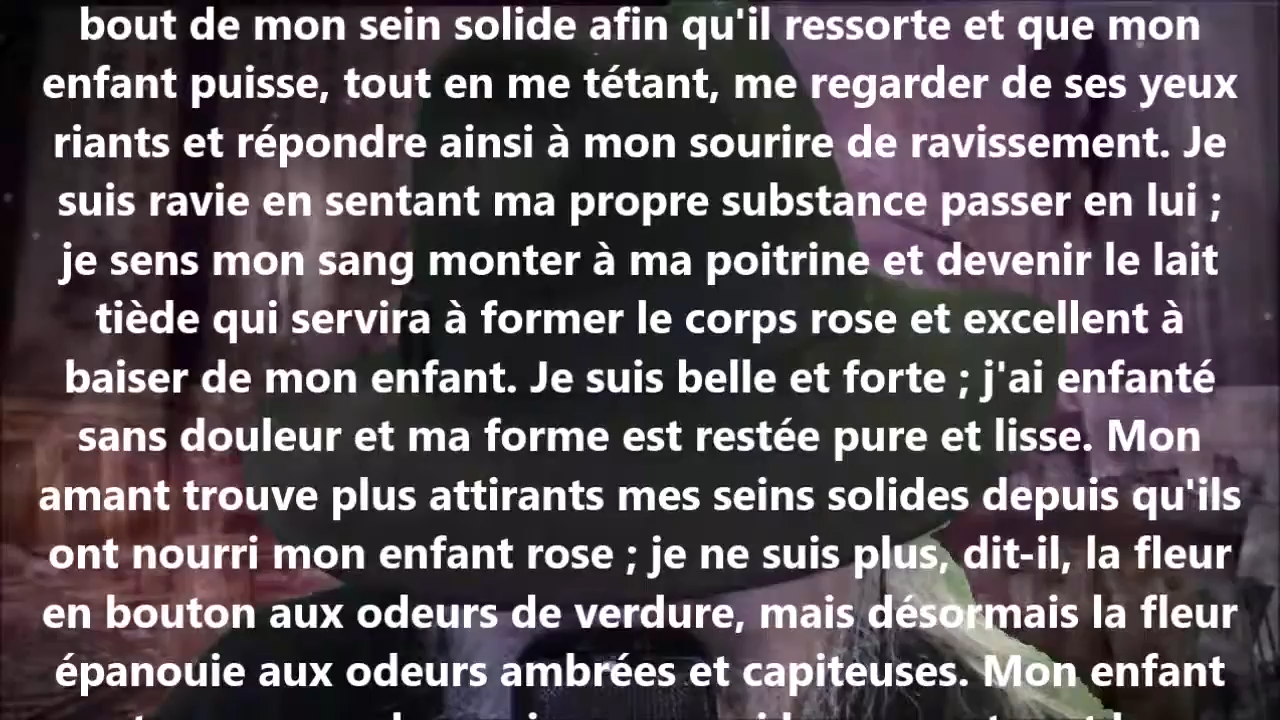 bout de mon sein solide afin qu'il ressorte et que mon
enfant puisse, tout en me tétant, me regarder de ses yeux
riants et répondre ainsi à mon sourire de ravissement. Je
suis ravie en sentant ma propre substance passer en lui ;
je sens mon sang monter à ma poitrine et devenir le lait
tiède qui servira à former le corps rose et excellent à
baiser de mon enfant. Je suis belle et forte ; j'ai enfanté
sans douleur et ma forme est restée pure et lisse. Mon
amant trouve plus attirants mes seins solides depuis qu'ils
ont nourri mon enfant rose ; je ne suis plus, dit-il, la fleur
en bouton aux odeurs de verdure, mais désormais la fleur
épanouie aux odeurs ambrées et capiteuses. Mon enfant